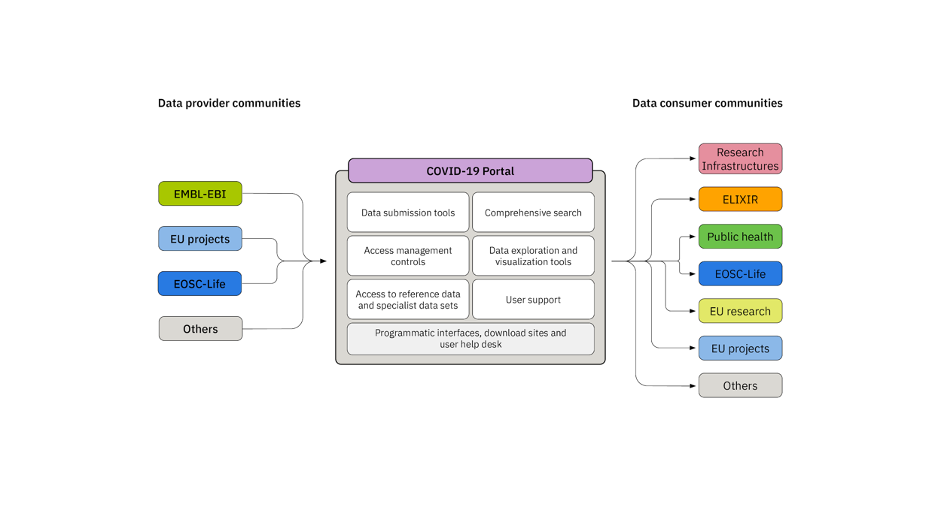 Data provider communities
Data consumer communities
EMBL-EBI
EU projects
EOSC-Life
Others
COVID-19 Portal
Data submission tools
Comprehensive search
Access management
controls
Data exploration and
visualization tools
Access to reference data
and specialist data sets
User support
Programmatic interfaces, download sites and
user help desk
Research
Infrastructures
ELIXIR
Public health
EOSC-Life
EU research
EU projects
Others